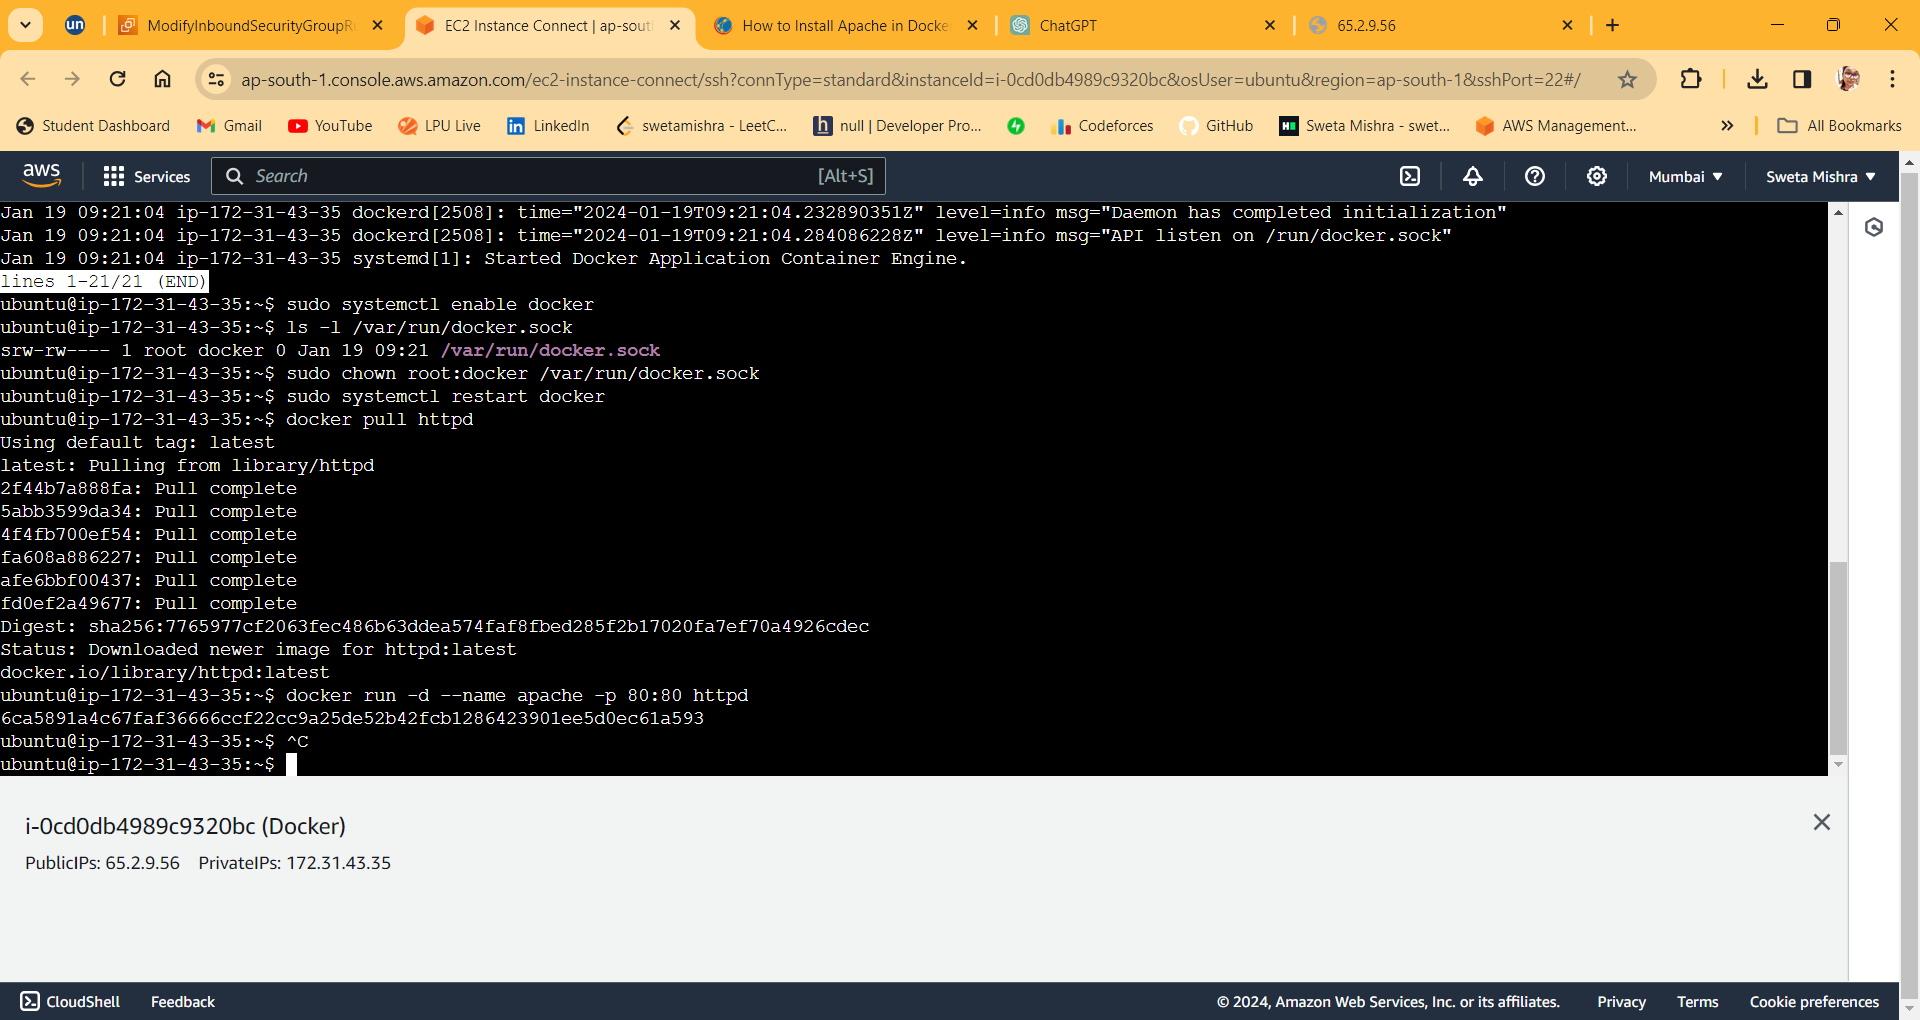 un
ModifyInboundSecurityGroupRu
EC2 Instance Connect | ap-sout
How to Install Apache in Docke
ChatGPT
65.2.9.56
ap-south-1.console.aws.amazon.com/ec2-instance-connect/ssh?connType=standard&instanceId=i-0cd0db4989c9320bc&osUser=ubuntu&region=ap-south-1&sshPort=22#/
Student Dashboard
Gmail
YouTube
LPU Live
LinkedIn
swetamishra - LeetC...
null | Developer Pro...
Codeforces
GitHub
Sweta Mishra - swet...
AWS Management...
»
All Bookmarks
aws
Services
Search
[Alt+S]
Mumbai
Sweta Mishra
Jan 19 09:21:04 ip-172-31-43-35 dockerd[2508]: time="2024-01-19T09:21:04.232890351Z" level=info msg="Daemon has completed initialization"
Jan 19 09:21:04 ip-172-31-43-35 dockerd[2508]: time="2024-01-19T09:21:04.284086228Z" level=info msg="API listen on /run/docker.sock"
Jan 19 09:21:04 ip-172-31-43-35 systemd[1]: Started Docker Application Container Engine.
lines 1-21/21 (END)
ubuntu@ip-172-31-43-35:~$ sudo systemctl enable docker
ubuntu@ip-172-31-43-35:~$ ls -l /var/run/docker.sock
srw-rw---- 1 root docker 0 Jan 19 09:21 /var/run/docker.sock
ubuntu@ip-172-31-43-35:~$ sudo chown root:docker /var/run/docker.sock
ubuntu@ip-172-31-43-35:~$ sudo systemctl restart docker
ubuntu@ip-172-31-43-35:~$ docker pull httpd
Using default tag: latest
latest: Pulling from library/httpd
2f44b7a888fa: Pull complete
5abb3599da34: Pull complete
4f4fb700ef54: Pull complete
fa608a886227: Pull complete
afe6bbf00437: Pull complete
fd0ef2a49677: Pull complete
Digest: sha256:7765977cf2063fec486b63ddea574faf8fbed285f2b17020fa7ef70a4926cdec
Status: Downloaded newer image for httpd:latest
docker.io/library/httpd:latest
ubuntu@ip-172-31-43-35:~$ docker run -d --name apache -p 80:80 httpd
6ca5891a4c67faf36666ccf22cc9a25de52b42fcb1286423901ee5d0ec61a593
ubuntu@ip-172-31-43-35:~$ ^C
ubuntu@ip-172-31-43-35:~$
i-0cd0db4989c9320bc (Docker)
PublicIPs: 65.2.9.56 PrivateIPs: 172.31.43.35
CloudShell
Feedback
© 2024, Amazon Web Services, Inc. or its affiliates.
Privacy
Terms
Cookie preferences